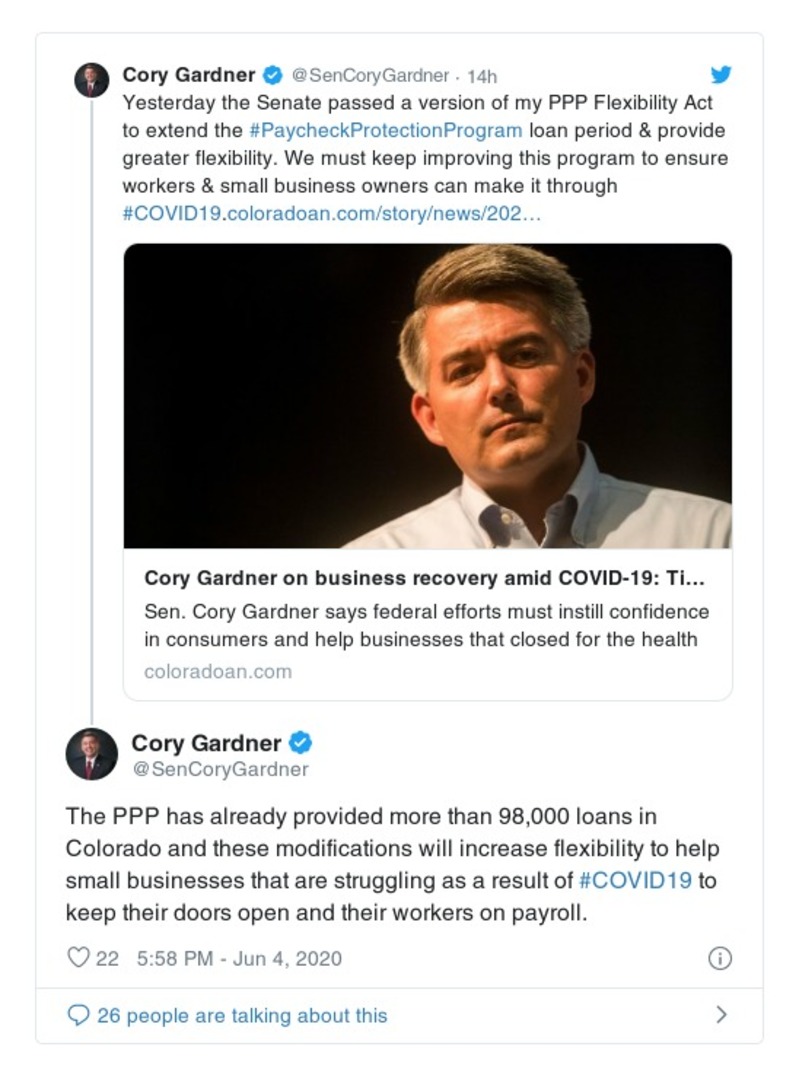 Cory Gardner @SenCoryGardner · 14h
Yesterday the Senate passed a version of my PPP Flexibility Act
to extend the #PaycheckProtectionProgram loan period & provide
greater flexibility. We must keep improving this program to ensure
workers & small business owners can make it through
#COVID19.coloradoan.com/story/news/202…
Cory Gardner on business recovery amid COVID-19: Ti…
Sen. Cory Gardner says federal efforts must instill confidence
in consumers and help businesses that closed for the health
coloradoan.com
Cory Gardner
@SenCoryGardner
The PPP has already provided more than 98,000 loans in
Colorado and these modifications will increase flexibility to help
small businesses that are struggling as a result of #COVID19 to
keep their doors open and their workers on payroll.
22 5:58 PM - Jun 4, 2020
26 people are talking about this